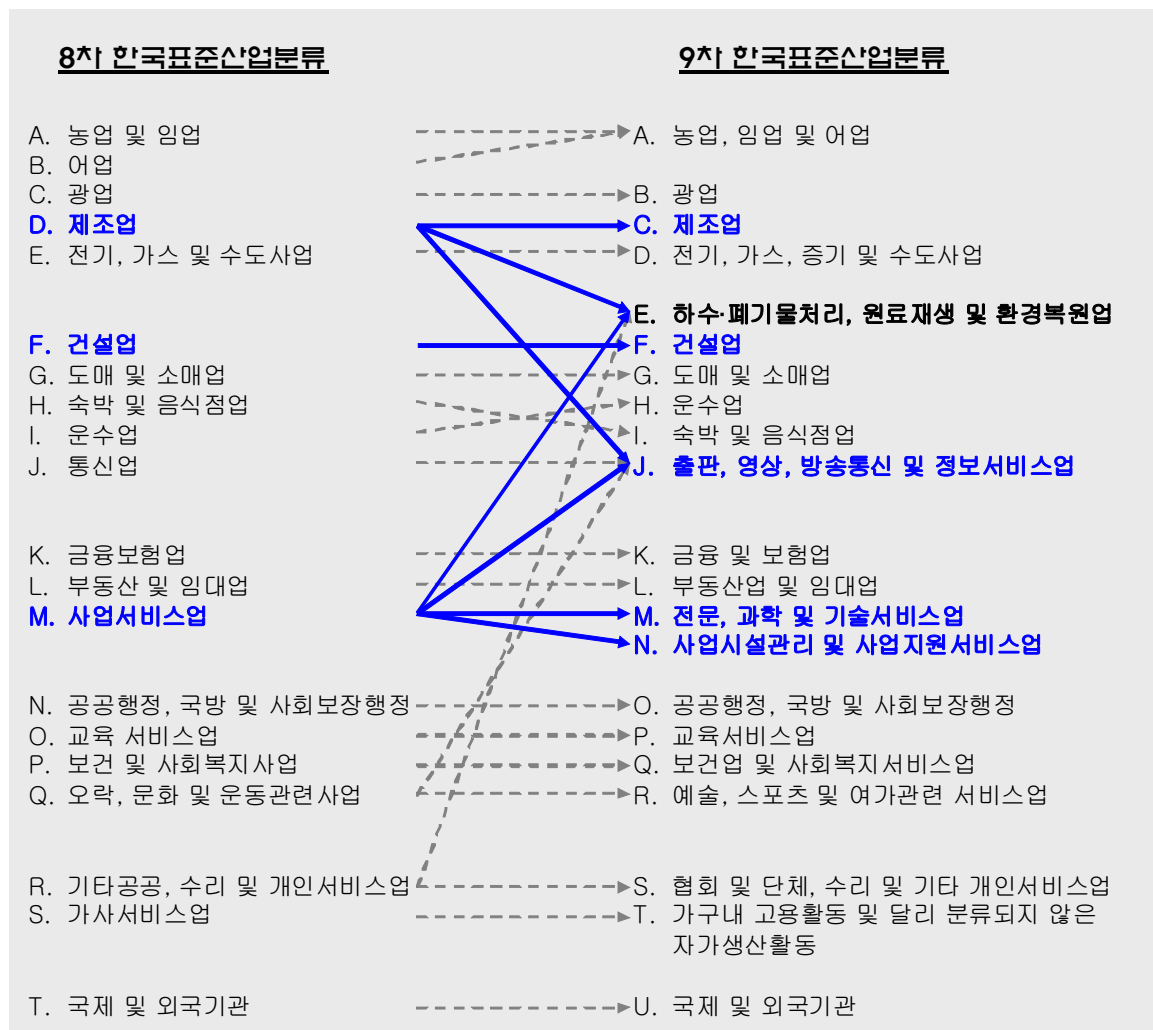 8차 한국표준산업분류 9차 한국표준산업분류
A. 농업 및 임업 A. 농업, 임업 및 어업
B. 어업
C. 광업 B. 광업
D. 제조업 C. 제조업
E. 전기, 가스 및 수도사업 D. 전기, 가스, 증기 및 수도사업
E. 하수·폐기물처리, 원료재생 및 환경복원업
F. 건설업 F. 건설업
G. 도매 및 소매업 G. 도매 및 소매업
H. 숙박 및 음식점업 H. 운수업
I. 운수업 I. 숙박 및 음식점업
J. 통신업 J. 출판, 영상, 방송통신 및 정보서비스업
K. 금융보험업 K. 금융 및 보험업
L. 부동산 및 임대업 L. 부동산업 및 임대업
M. 사업서비스업 M. 전문, 과학 및 기술서비스업
N. 사업시설관리 및 사업지원서비스업
N. 공공행정, 국방 및 사회보장행정 O. 공공행정, 국방 및 사회보장행정
O. 교육 서비스업 P. 교육서비스업
P. 보건 및 사회복지사업 Q. 보건업 및 사회복지서비스업
Q. 오락, 문화 및 운동관련사업 R. 예술, 스포츠 및 여가관련 서비스업
R. 기타공공, 수리 및 개인서비스업 S. 협회 및 단체, 수리 및 기타 개인서비스업
S. 가사서비스업 T. 가구내 고용활동 및 달리 분류되지 않은
자가생산활동
T. 국제 및 외국기관 U. 국제 및 외국기관